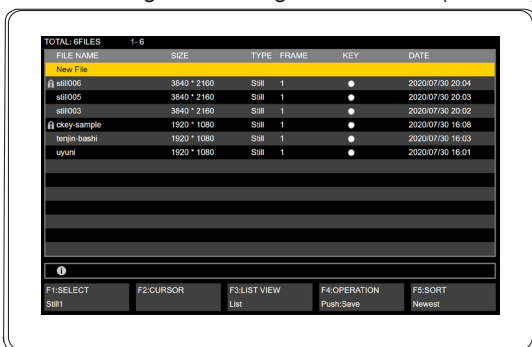 TOTAL: 6FILES 1- 6
FILE NAME SIZE TYPE FRAME KEY DATE
New File
still006 3840 * 2160 Still 1 2020/07/30 20:04
still005 3840 * 2160 Still 1 2020/07/30 20:03
still003 3840 * 2160 Still 1 2020/07/30 20:02
ckey-sample 1920 * 1080 Still 1 2020/07/30 16:08
tenjin-bashi 1920 * 1080 Still 1 2020/07/30 16:03
uyuni 1920 * 1080 Still 1 2020/07/30 16:01
F1:SELECT F2:CURSOR F3:LIST VIEW F4:OPERATION F5:SORT
Still1 List Push:Save Newest